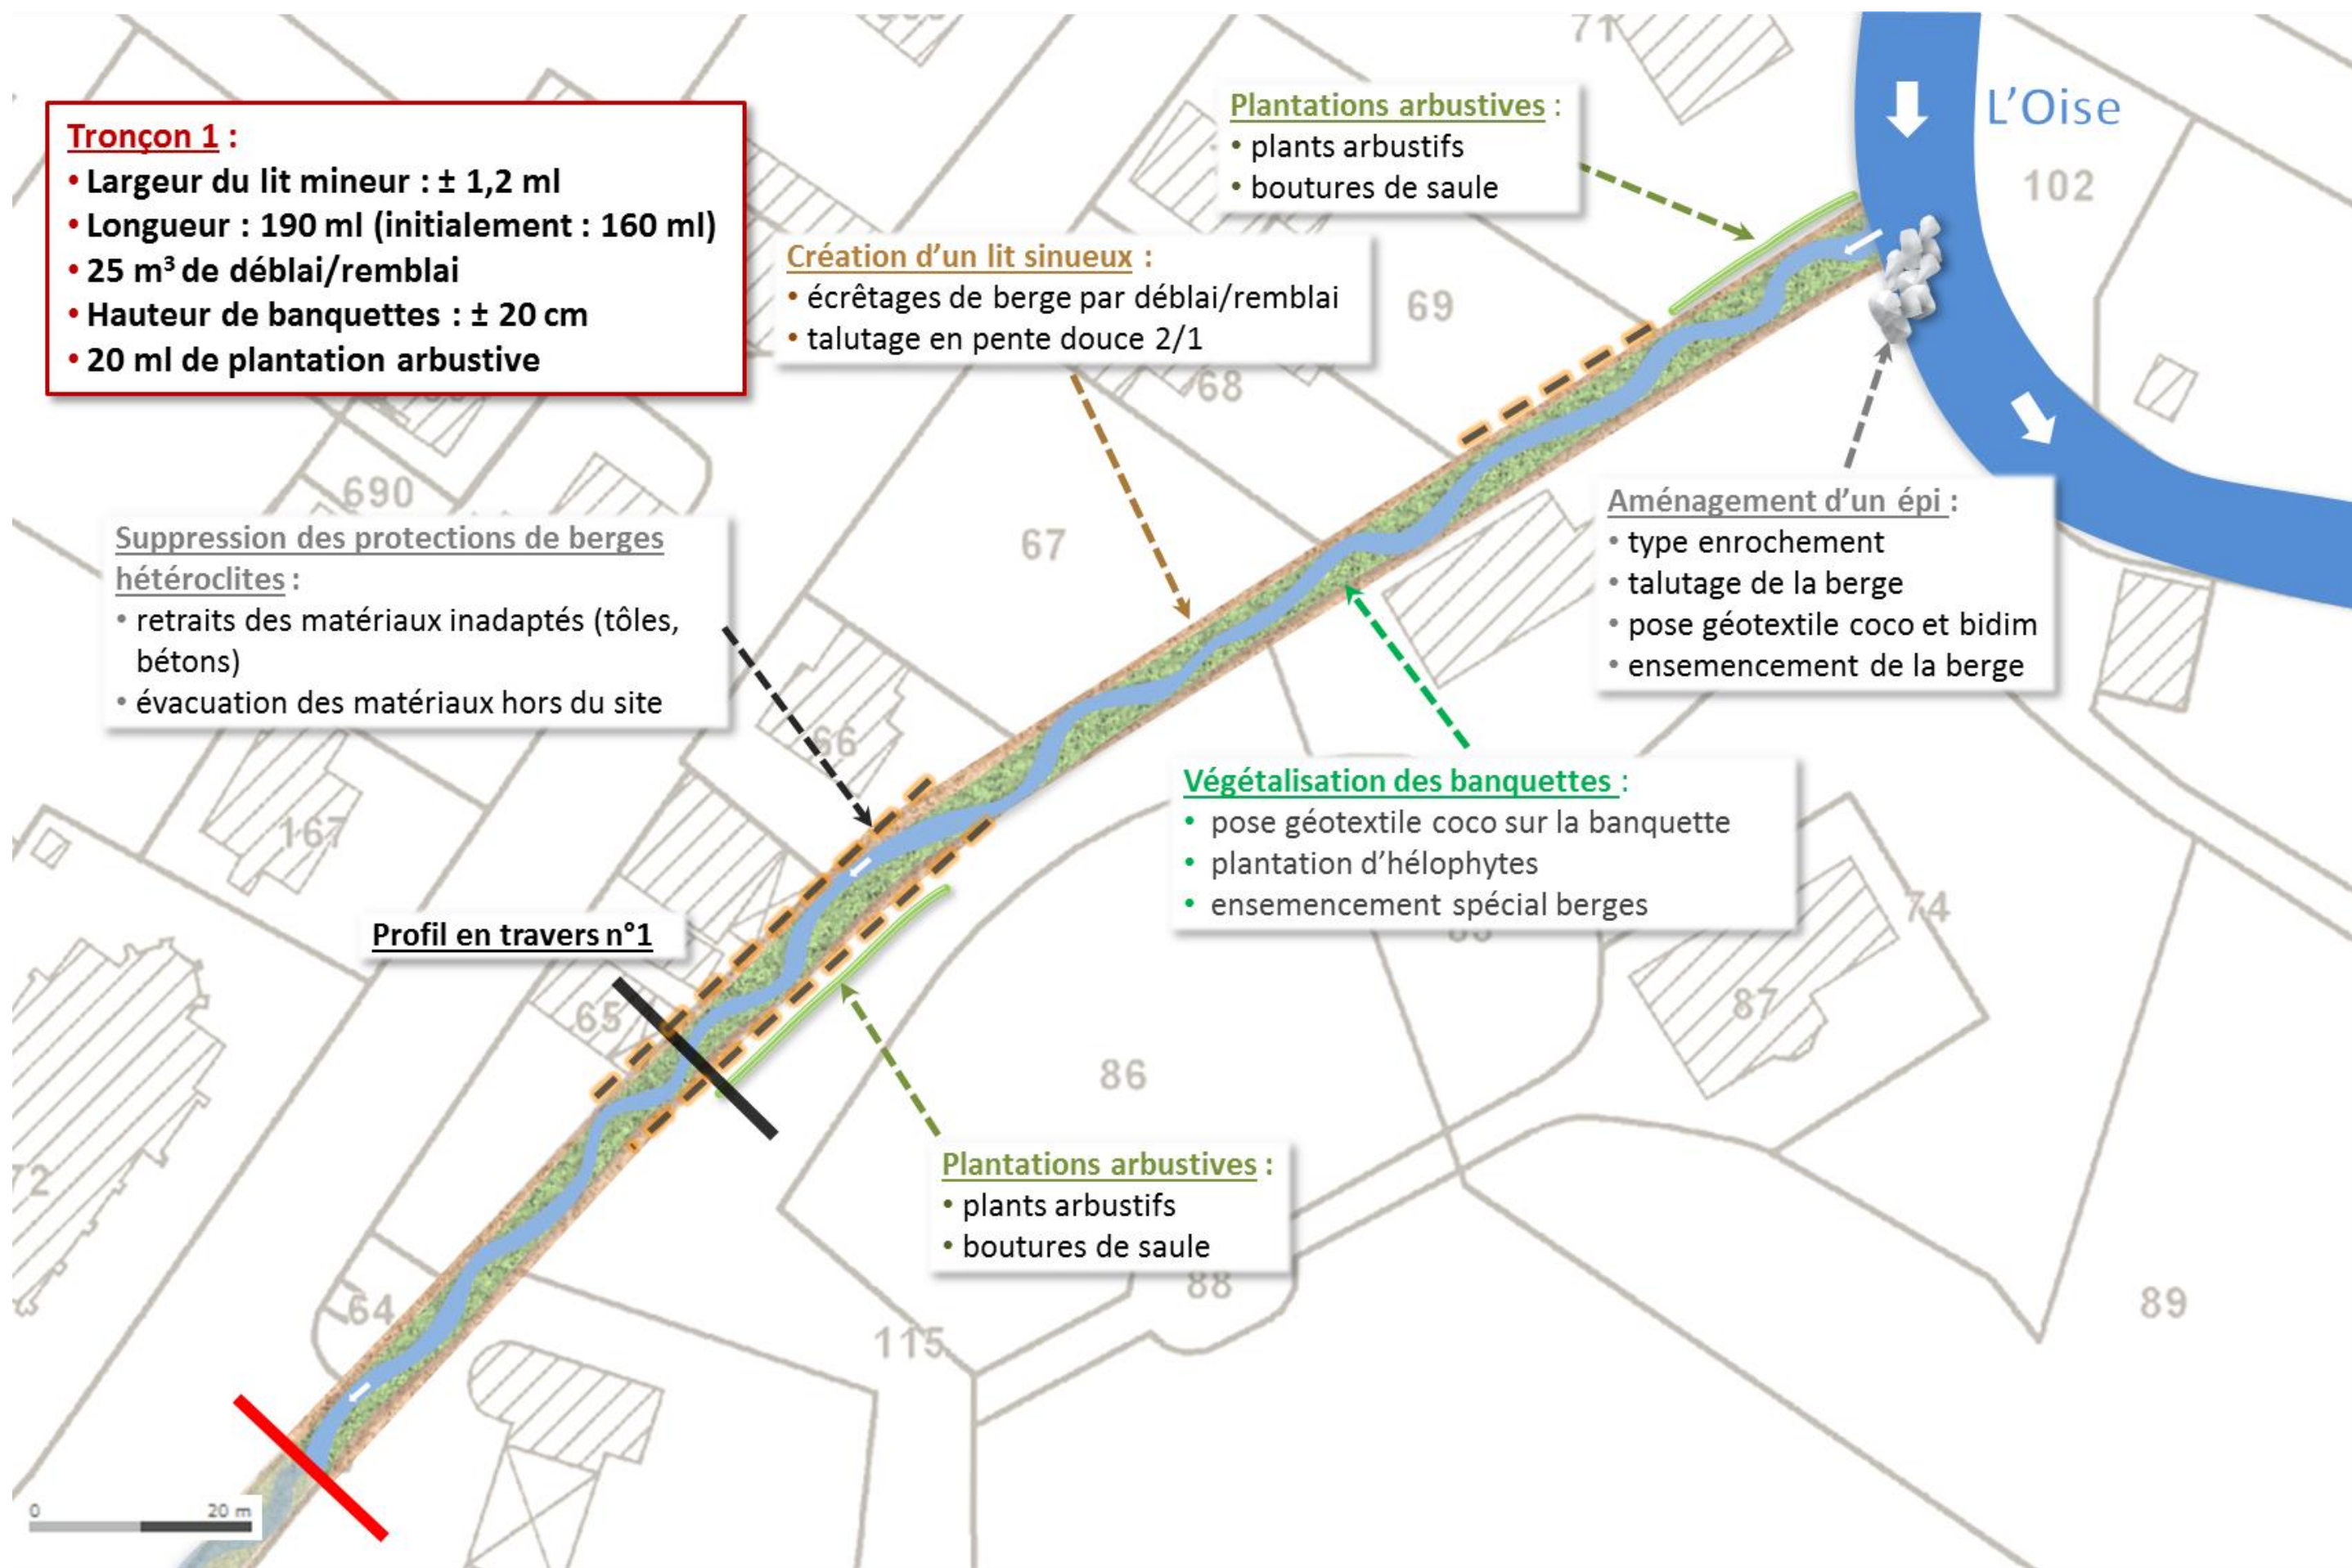 71
L'Oise
102
Tronçon 1 :
• Largeur du lit mineur : ± 1,2 ml
• Longueur : 190 ml (initialement : 160 ml)
• 25 m³ de déblai/remblai
• Hauteur de banquettes : ± 20 cm
• 20 ml de plantation arbustive
Plantations arbustives :
• plants arbustifs
• boutures de saule
Création d'un lit sinueux :
• écrêtages de berge par déblai/remblai
• talutage en pente douce 2/1
69
68
690
67
Suppression des protections de berges
hétéroclites :
• retraits des matériaux inadaptés (tôles,
bétons)
• évacuation des matériaux hors du site
Aménagement d'un épi :
• type enrochement
• talutage de la berge
• pose géotextile coco et bidim
• ensemencement de la berge
66
167
Végétalisation des banquettes :
• pose géotextile coco sur la banquette
• plantation d'hélophytes
• ensemencement spécial berges
74
87
Profil en travers n°1
65
86
Plantations arbustives :
• plants arbustifs
• boutures de saule
88
89
64
115
0 20 m